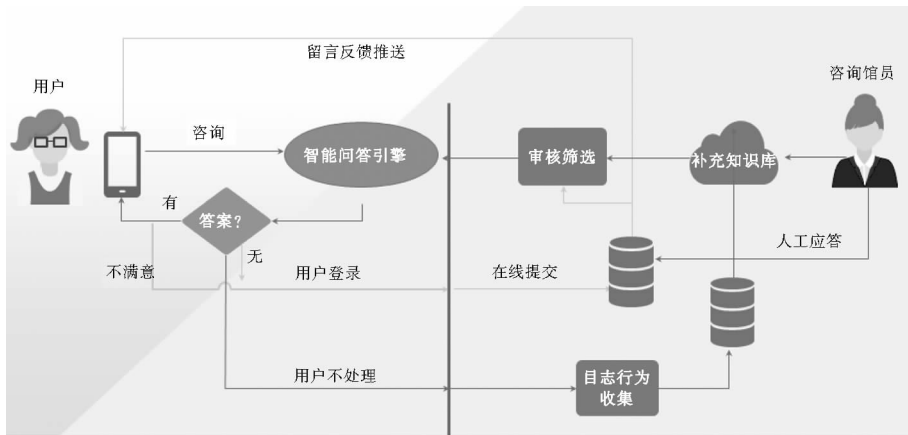 留言反馈推送
用户
咨询馆员
咨询
智能问答引擎
审核筛选
补充知识库
有
答案?
无
人工应答
不满意
用户登录
在线提交
用户不处理
目志行为
收集